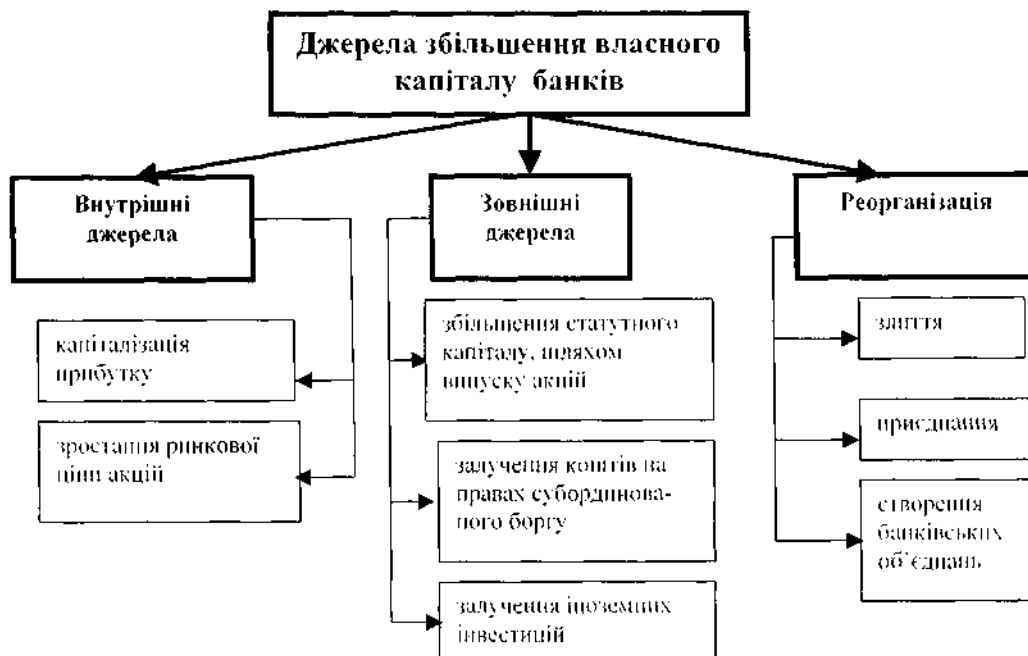 Джерела збільшення власного
капіталу банків
Внутрішні
джерела
Зовнішні
джерела
Реорганізація
капіталізація
прибутку
зростання ринкової
ціни акцій
збільшення статутного
капіталу, шляхом
випуску акцій
залучення коштів на
правах субординова-
ного боргу
залучення іноземних
інвестицій
злиття
приєднання
створення
банківських
об’єднань